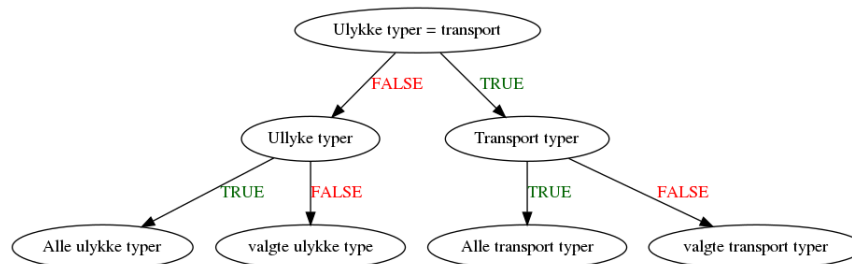 Ulykke typer = transport
FALSE
TRUE
Ullyke typer
Transport typer
TRUE
FALSE
TRUE
FALSE
Alle ulykke typer
valgte ulykke type
Alle transport typer
valgte transport typer